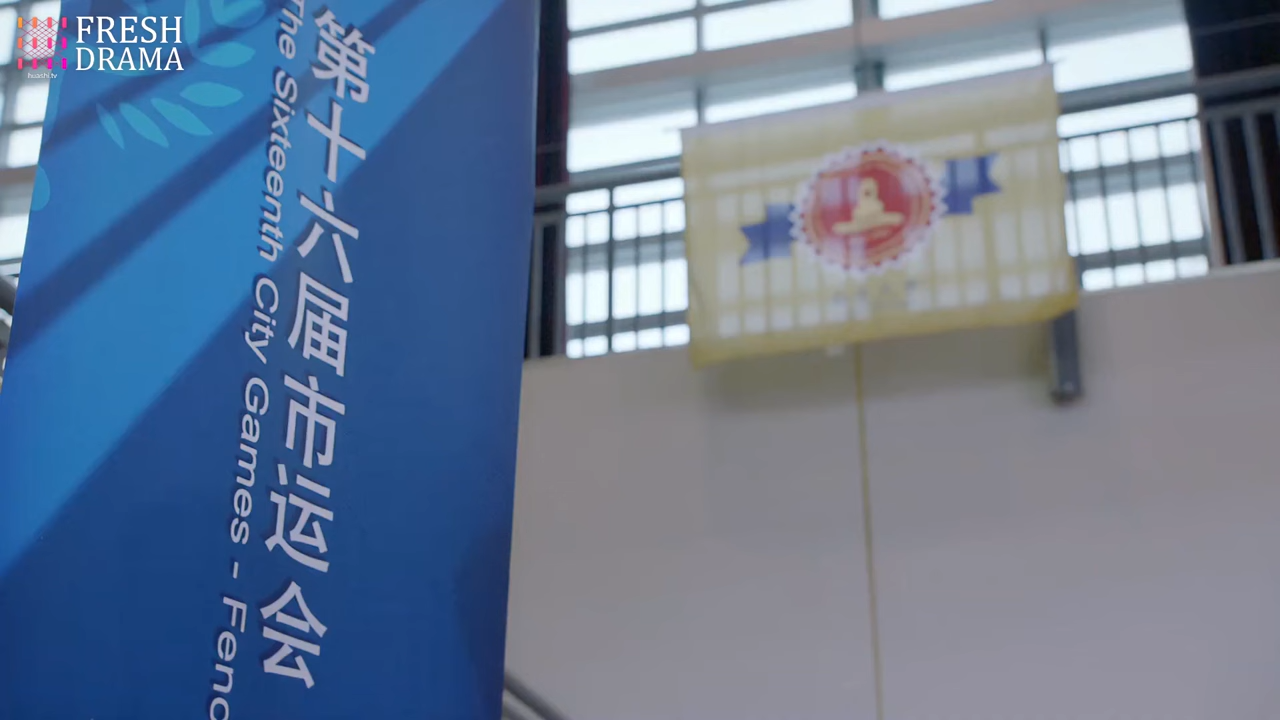 FRESH
DRAMA
huashi.tv
第十六届市运会
The Sixteenth City Games - Fenc